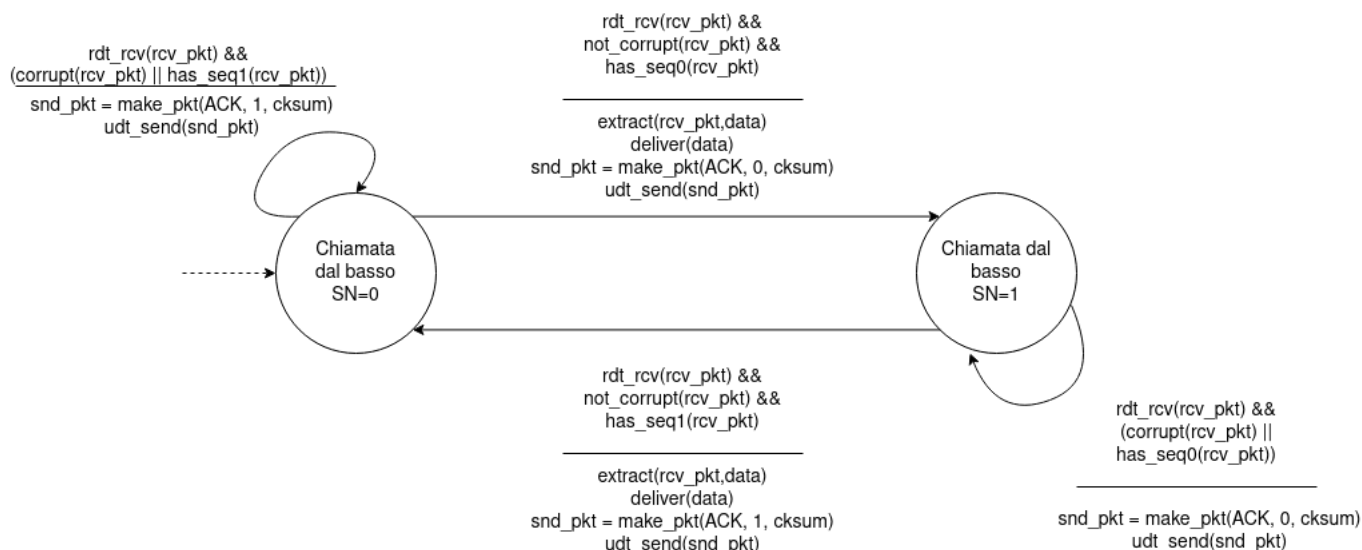 rdt_rcv(rcv_pkt) &&
(corrupt(rcv_pkt) || has_seq1(rcv_pkt))
snd_pkt = make_pkt(ACK, 1, cksum)
udt_send(snd_pkt)
rdt_rcv(rcv_pkt) &&
not_corrupt(rcv_pkt) &&
has_seq0(rcv_pkt)
extract(rcv_pkt,data)
deliver(data)
snd_pkt = make_pkt(ACK, 0, cksum)
udt_send(snd_pkt)
Chiamata
dal basso
SN=0
Chiamata dal
basso
SN=1
rdt_rcv(rcv_pkt) &&
not_corrupt(rcv_pkt) &&
has_seq1(rcv_pkt)
extract(rcv_pkt,data)
deliver(data)
snd_pkt = make_pkt(ACK, 1, cksum)
udt_send(snd_pkt)
rdt_rcv(rcv_pkt) &&
(corrupt(rcv_pkt) ||
has_seq0(rcv_pkt))
snd_pkt = make_pkt(ACK, 0, cksum)
udt_send(snd_pkt)